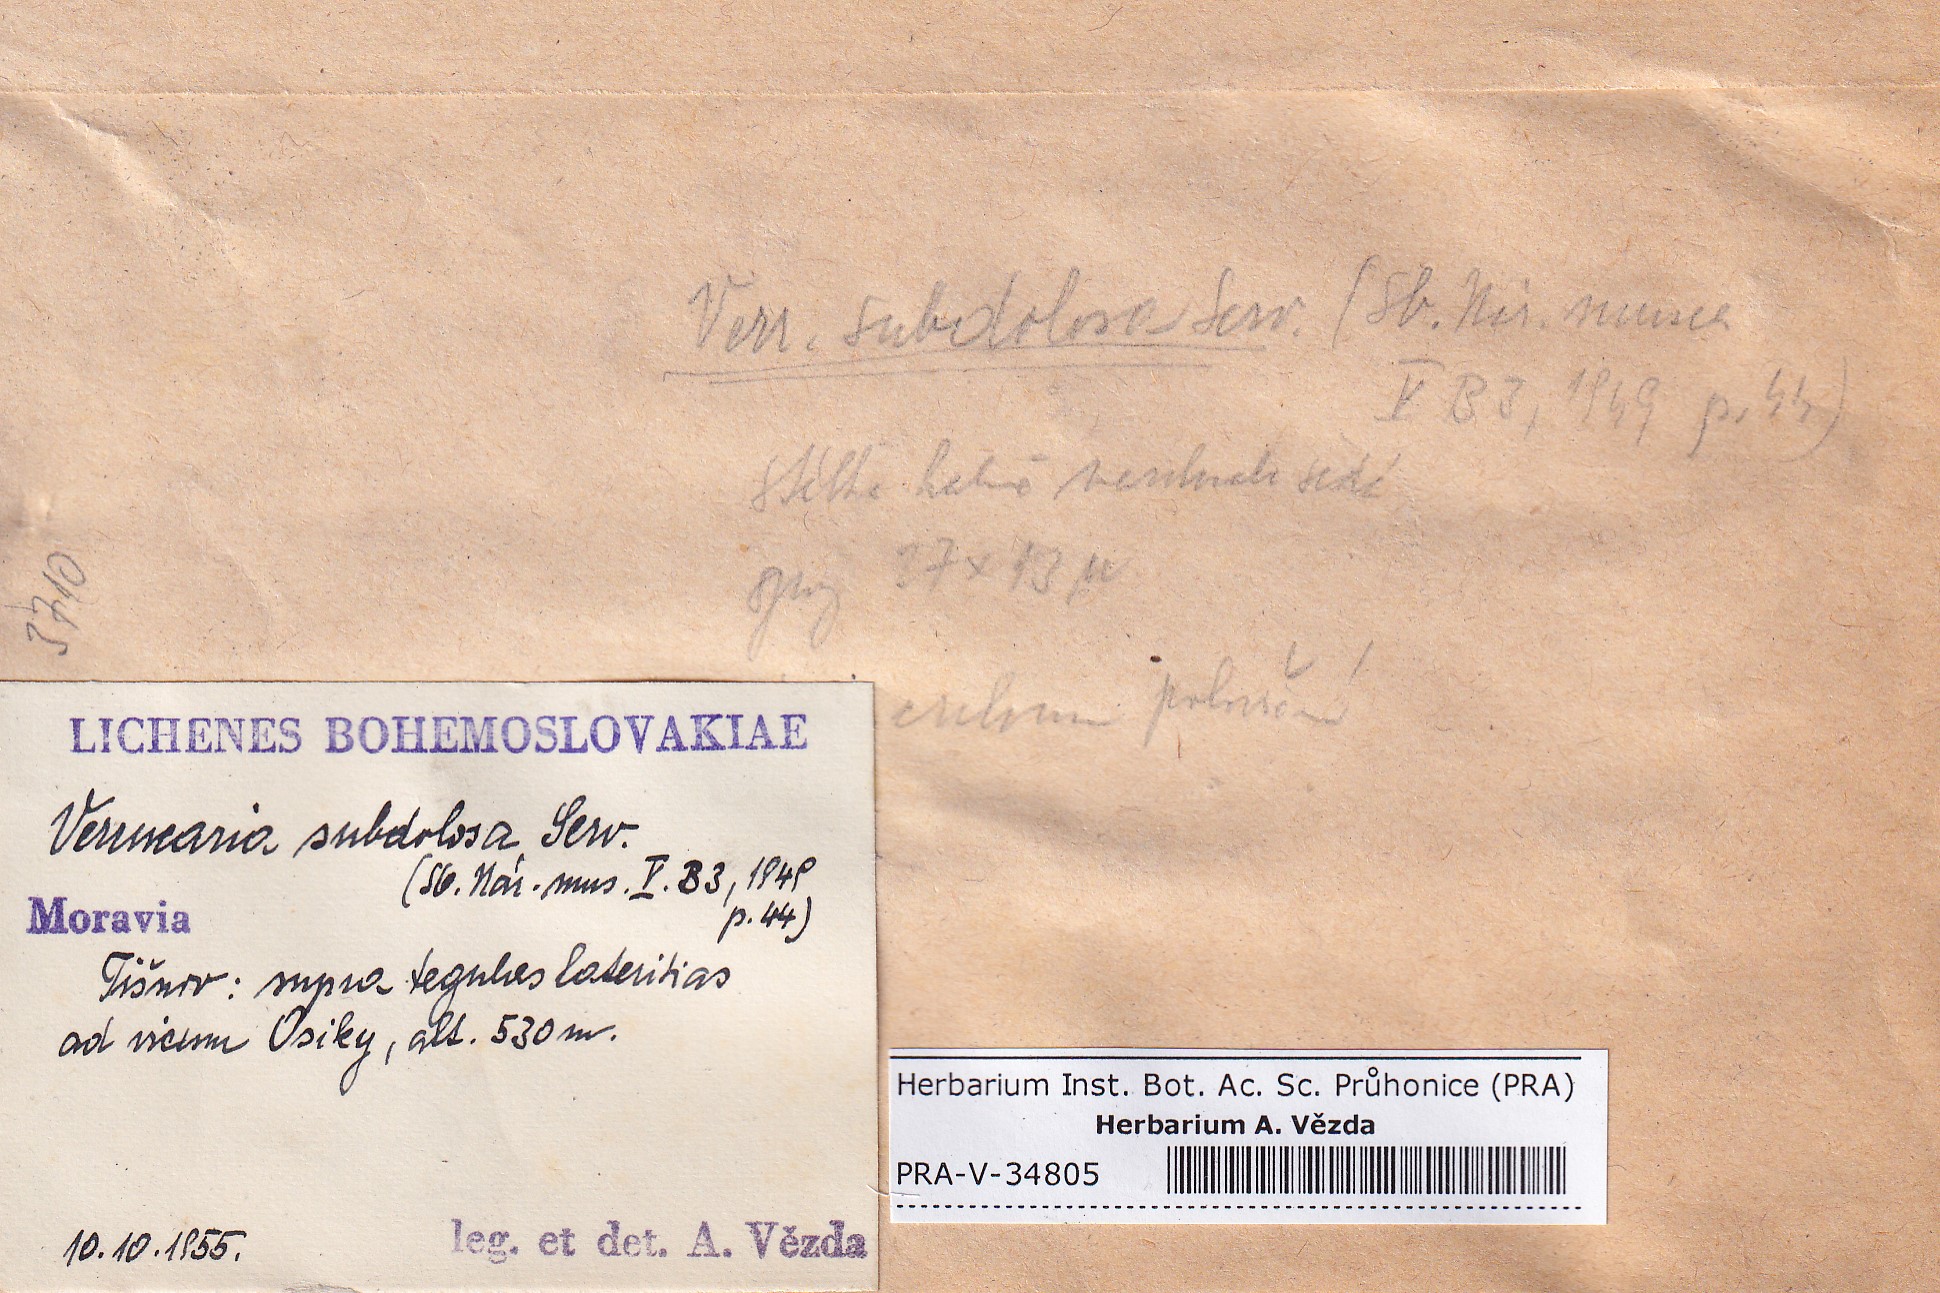 Verr. subdolosa Serv. (Sb. Nár. musea
V B3, 1949 p. 44)
27 x 13 µ
3710
LICHENES BOHEMOSLOVAKIAE
Verrucaria subdolosa Serv.
(Sb. Nár. mus. V. B3, 1949
p. 44)
Moravia
Tišnov: supra tegulas lateritias
ad vicum Osiky, alt. 530 m.
10.10.1955.
leg. et det. A. Vězda
Herbarium Inst. Bot. Ac. Sc. Průhonice (PRA)
Herbarium A. Vězda
PRA-V-34805